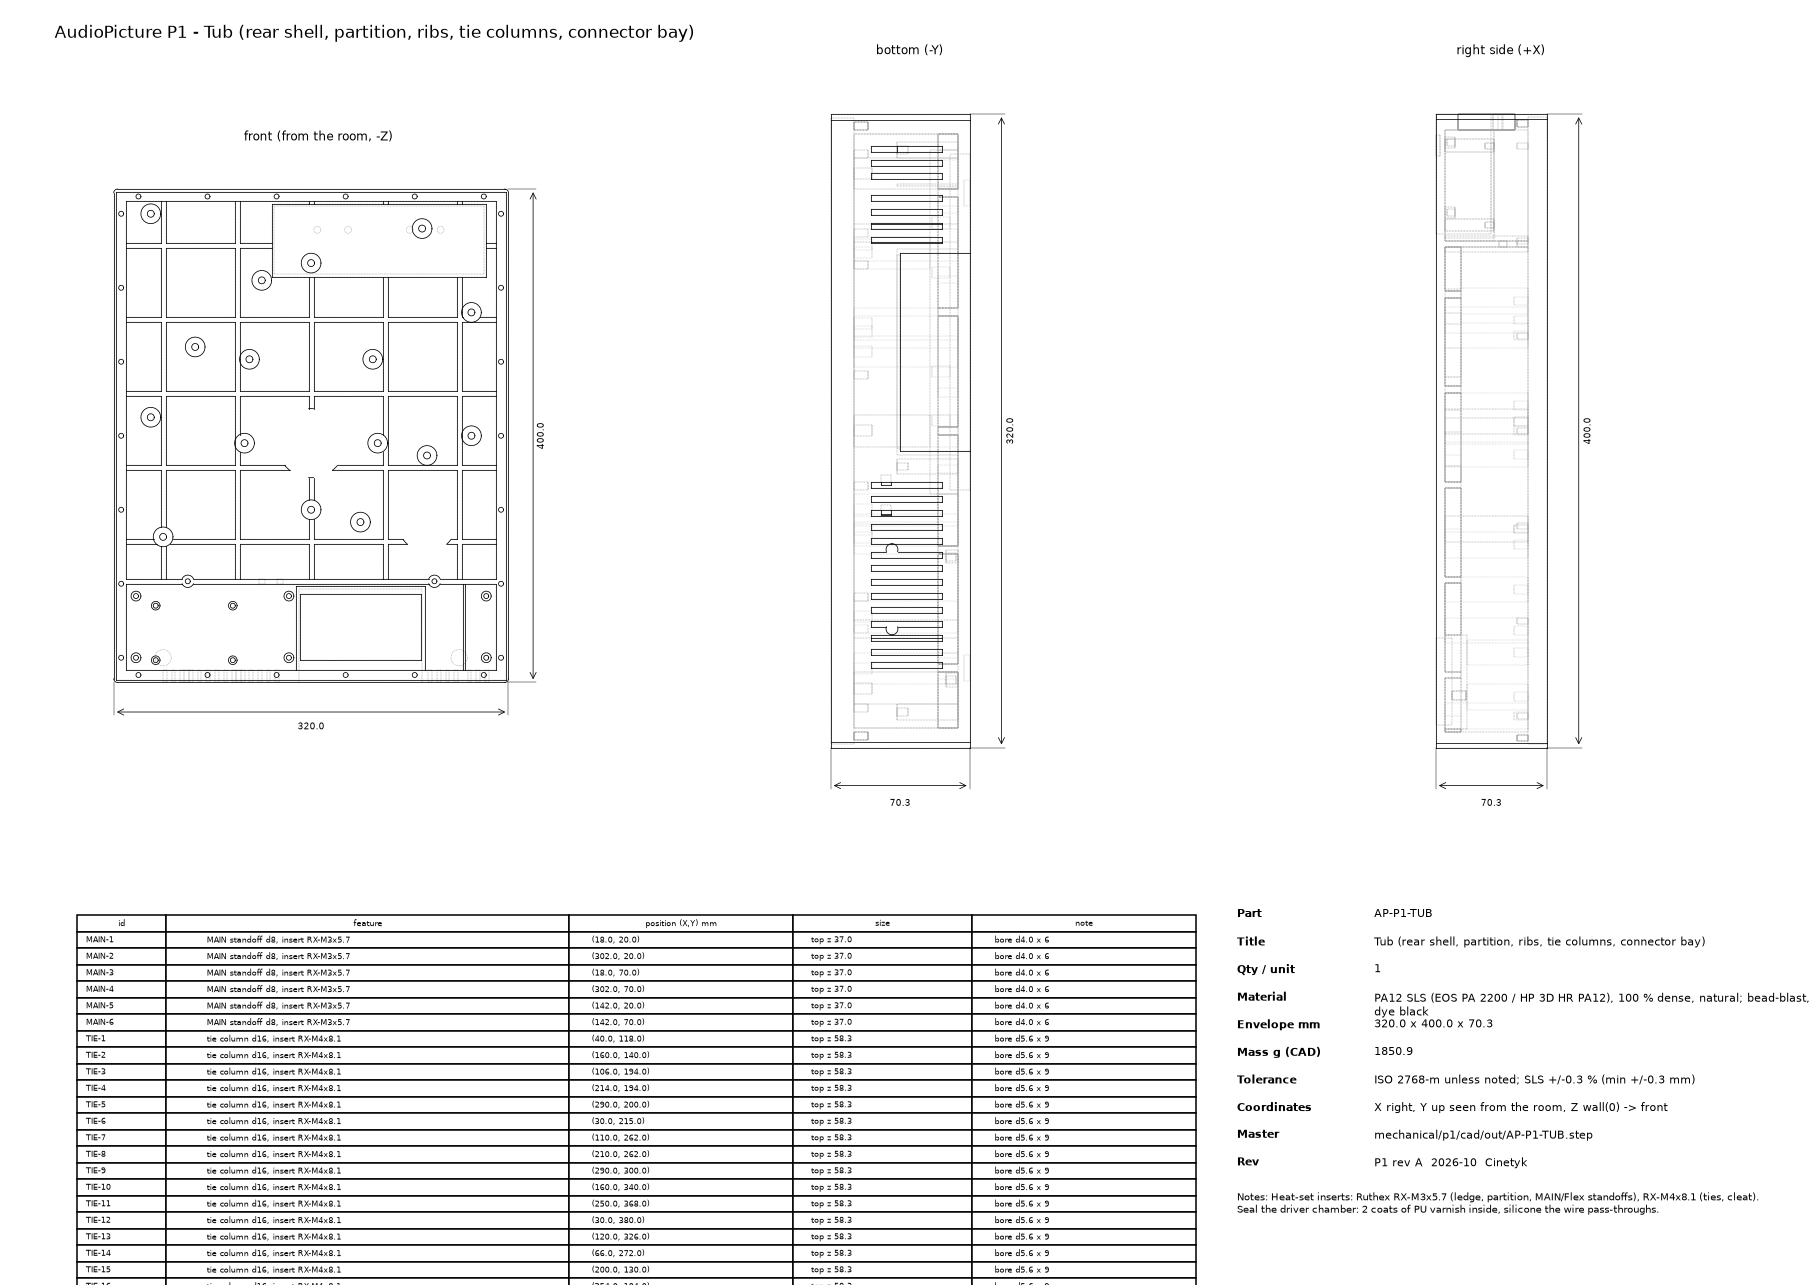 AudioPicture P1 - Tub (rear shell, partition, ribs, tie columns, connector bay)
bottom (-Y)
right side (+X)
front (from the room, -Z)
400.0
320.0
320.0
70.3
400.0
70.3
id feature position (X,Y) mm size note
MAIN-1 MAIN standoff d8, insert RX-M3x5.7 (18.0, 20.0) top z 37.0 bore d4.0 x 6
MAIN-2 MAIN standoff d8, insert RX-M3x5.7 (302.0, 20.0) top z 37.0 bore d4.0 x 6
MAIN-3 MAIN standoff d8, insert RX-M3x5.7 (18.0, 70.0) top z 37.0 bore d4.0 x 6
MAIN-4 MAIN standoff d8, insert RX-M3x5.7 (302.0, 70.0) top z 37.0 bore d4.0 x 6
MAIN-5 MAIN standoff d8, insert RX-M3x5.7 (142.0, 20.0) top z 37.0 bore d4.0 x 6
MAIN-6 MAIN standoff d8, insert RX-M3x5.7 (142.0, 70.0) top z 37.0 bore d4.0 x 6
TIE-1 tie column d16, insert RX-M4x8.1 (40.0, 118.0) top z 58.3 bore d5.6 x 9
TIE-2 tie column d16, insert RX-M4x8.1 (160.0, 140.0) top z 58.3 bore d5.6 x 9
TIE-3 tie column d16, insert RX-M4x8.1 (106.0, 194.0) top z 58.3 bore d5.6 x 9
TIE-4 tie column d16, insert RX-M4x8.1 (214.0, 194.0) top z 58.3 bore d5.6 x 9
TIE-5 tie column d16, insert RX-M4x8.1 (290.0, 200.0) top z 58.3 bore d5.6 x 9
TIE-6 tie column d16, insert RX-M4x8.1 (30.0, 215.0) top z 58.3 bore d5.6 x 9
TIE-7 tie column d16, insert RX-M4x8.1 (110.0, 262.0) top z 58.3 bore d5.6 x 9
TIE-8 tie column d16, insert RX-M4x8.1 (210.0, 262.0) top z 58.3 bore d5.6 x 9
TIE-9 tie column d16, insert RX-M4x8.1 (290.0, 300.0) top z 58.3 bore d5.6 x 9
TIE-10 tie column d16, insert RX-M4x8.1 (160.0, 340.0) top z 58.3 bore d5.6 x 9
TIE-11 tie column d16, insert RX-M4x8.1 (250.0, 368.0) top z 58.3 bore d5.6 x 9
TIE-12 tie column d16, insert RX-M4x8.1 (30.0, 380.0) top z 58.3 bore d5.6 x 9
TIE-13 tie column d16, insert RX-M4x8.1 (120.0, 326.0) top z 58.3 bore d5.6 x 9
TIE-14 tie column d16, insert RX-M4x8.1 (66.0, 272.0) top z 58.3 bore d5.6 x 9
TIE-15 tie column d16, insert RX-M4x8.1 (200.0, 130.0) top z 58.3 bore d5.6 x 9
Part AP-P1-TUB
Title Tub (rear shell, partition, ribs, tie columns, connector bay)
Qty / unit 1
Material PA12 SLS (EOS PA 2200 / HP 3D HR PA12), 100 % dense, natural; bead-blast,
dye black
Envelope mm 320.0 x 400.0 x 70.3
Mass g (CAD) 1850.9
Tolerance ISO 2768-m unless noted; SLS +/-0.3 % (min +/-0.3 mm)
Coordinates X right, Y up seen from the room, Z wall(0) -> front
Master mechanical/p1/cad/out/AP-P1-TUB.step
Rev P1 rev A 2026-10 Cinetyk
Notes: Heat-set inserts: Ruthex RX-M3x5.7 (ledge, partition, MAIN/Flex standoffs), RX-M4x8.1 (ties, cleat).
Seal the driver chamber: 2 coats of PU varnish inside, silicone the wire pass-throughs.